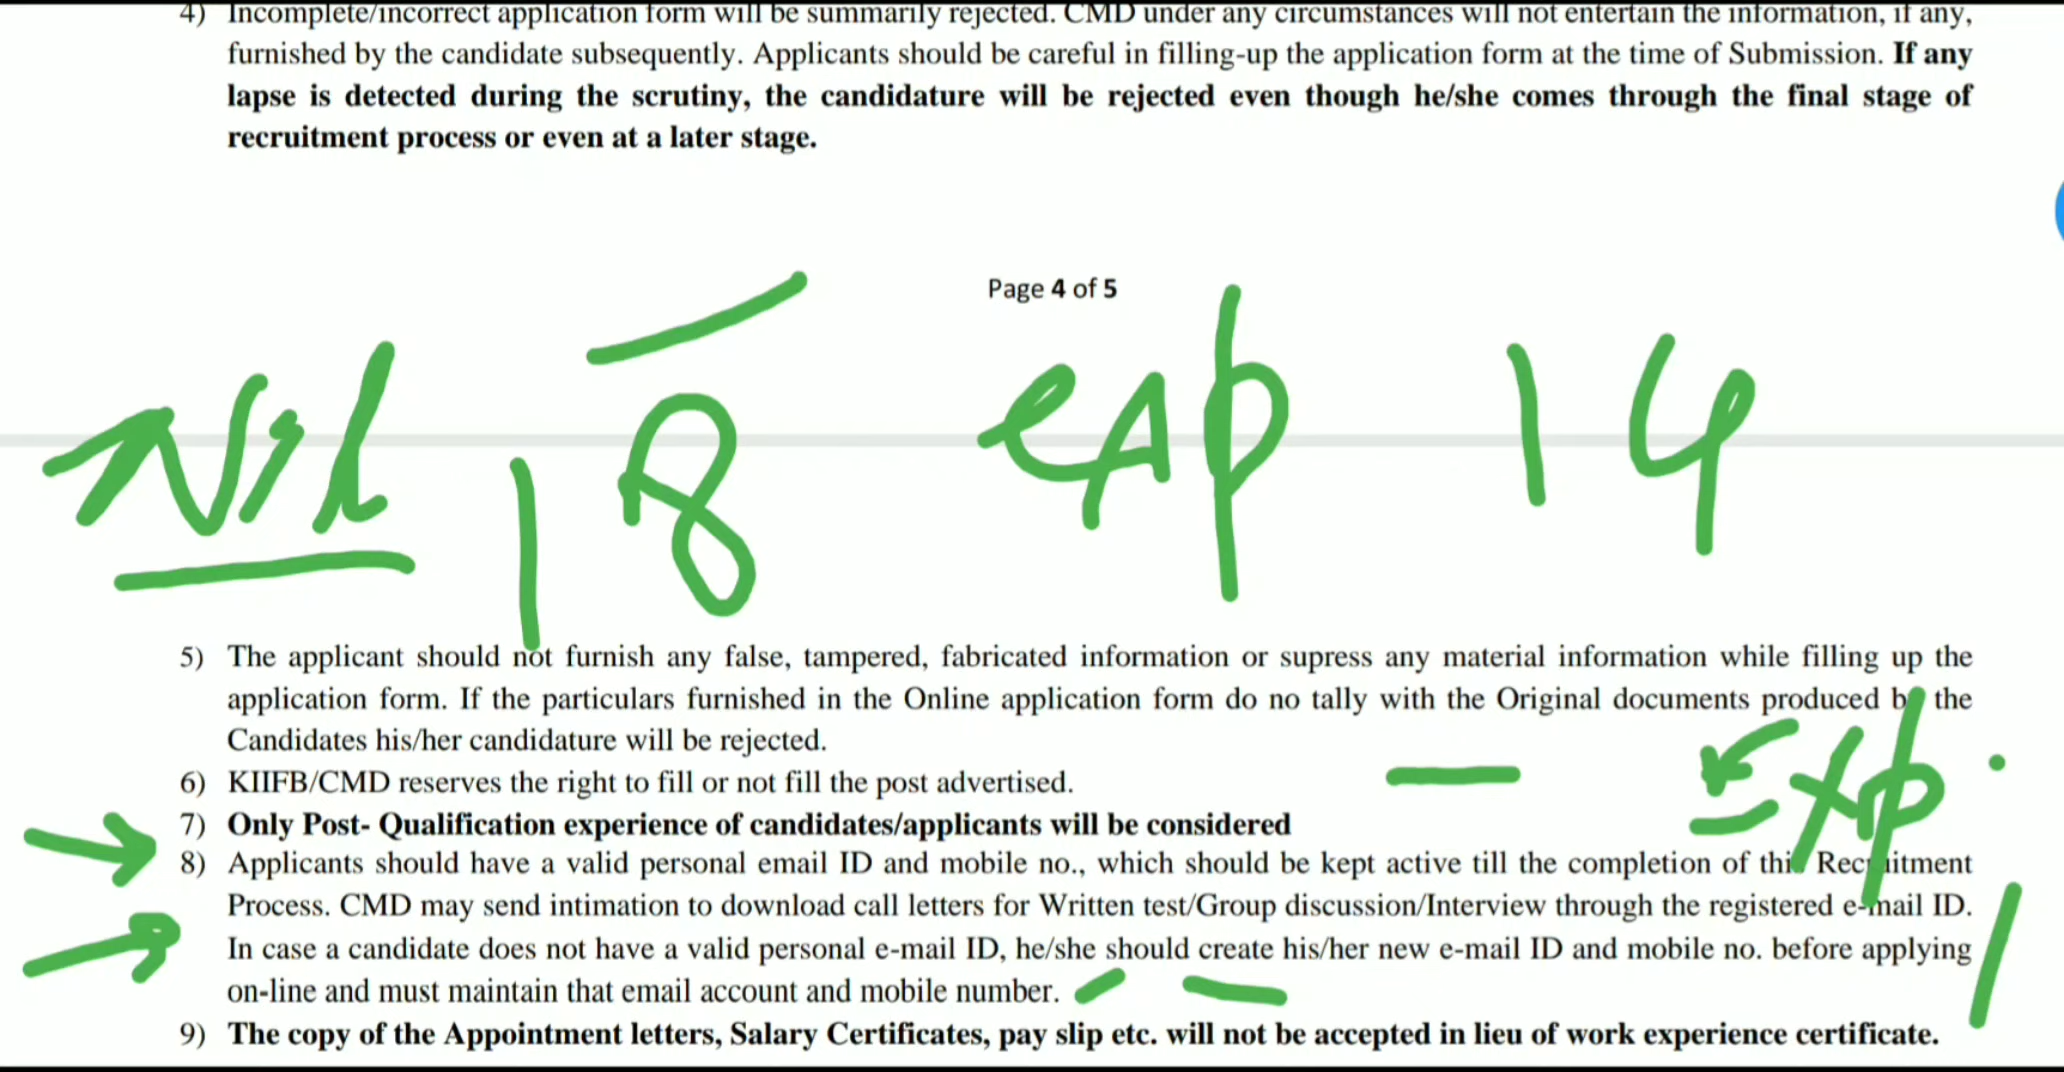 4) Incomplete/incorrect application form will be summarily rejected. CMD under any circumstances will not entertain the information, if any,
furnished by the candidate subsequently. Applicants should be careful in filling-up the application form at the time of Submission. If any
lapse is detected during the scrutiny, the candidature will be rejected even though he/she comes through the final stage of
recruitment process or even at a later stage.
Page 4 of 5
18 exp 14
5) The applicant should not furnish any false, tampered, fabricated information or supress any material information while filling up the
application form. If the particulars furnished in the Online application form do no tally with the Original documents produced by the
Candidates his/her candidature will be rejected.
Exp.
6) KIIFB/CMD reserves the right to fill or not fill the post advertised.
7) Only Post- Qualification experience of candidates/applicants will be considered
8) Applicants should have a valid personal email ID and mobile no., which should be kept active till the completion of this Recruitment
Process. CMD may send intimation to download call letters for Written test/Group discussion/Interview through the registered e-mail ID.
In case a candidate does not have a valid personal e-mail ID, he/she should create his/her new e-mail ID and mobile no. before applying
on-line and must maintain that email account and mobile number.
9) The copy of the Appointment letters, Salary Certificates, pay slip etc. will not be accepted in lieu of work experience certificate.